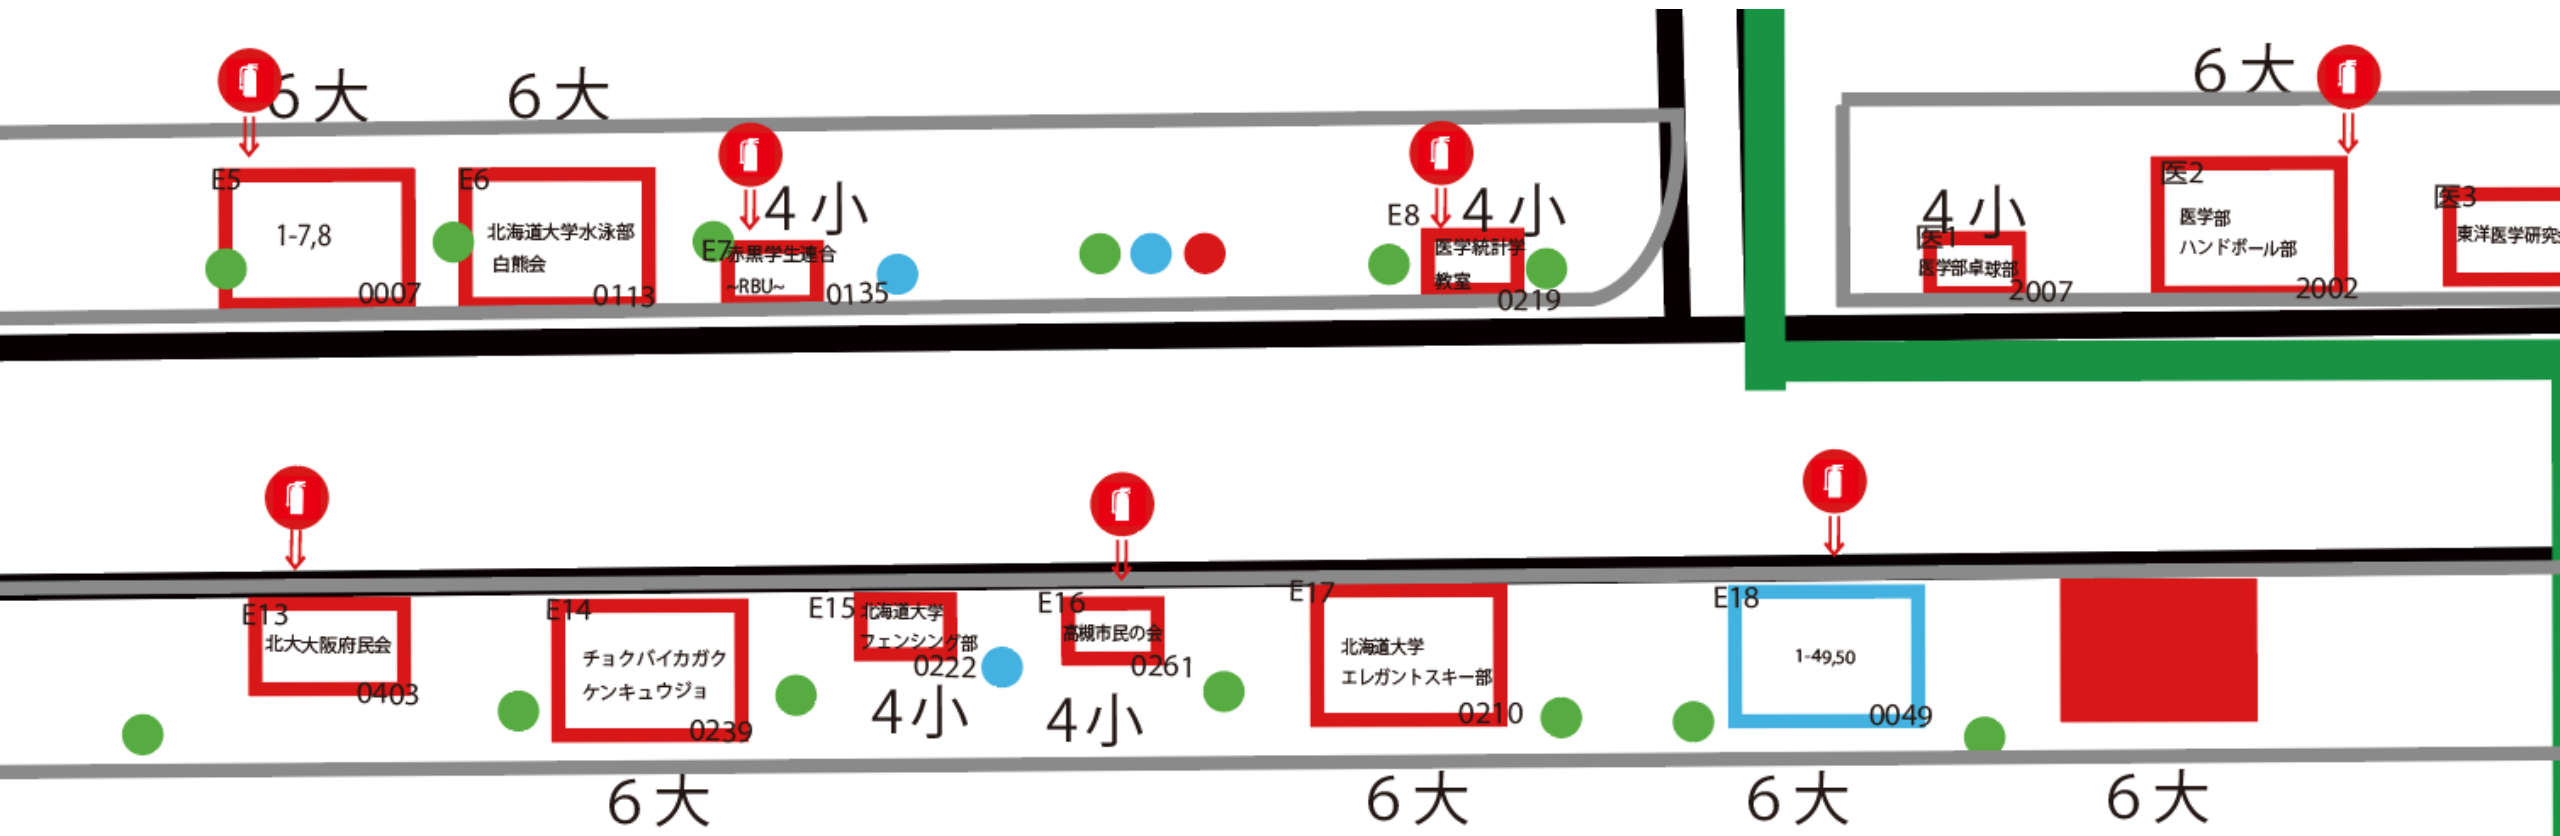 6大
6大
6大
E5
1-7,8
0007
E6
北海道大学水泳部
白熊会
0113
4小
E7
赤黒学生連合
~RBU~
0135
E8
4小
医学統計学
教室
0219
4小
医1
医学部卓球部
2007
医2
医学部
ハンドボール部
2002
医3
東洋医学研究
E13
北大大阪府民会
0403
E14
チョクバイカガク
ケンキュウジョ
0239
6大
E15
北海道大学
フェンシング部
0222
4小
E16
高槻市民の会
0261
4小
E17
北海道大学
エレガントスキー部
0210
6大
E18
1-49,50
0049
6大
6大